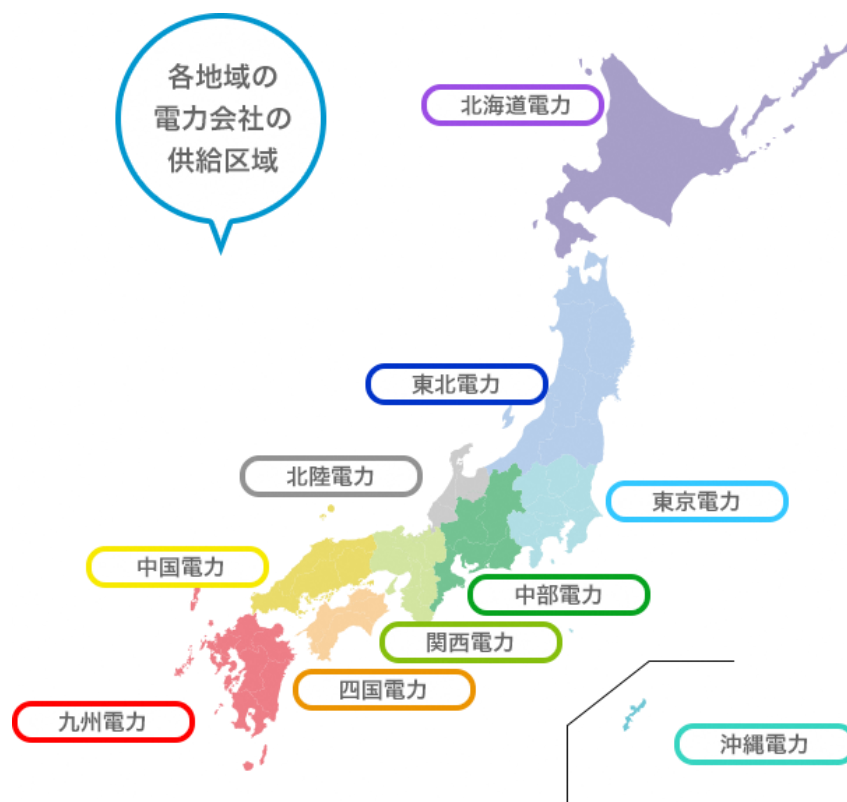 各地域の
電力会社の
供給区域
北海道電力
東北電力
北陸電力
東京電力
中国電力
中部電力
関西電力
四国電力
九州電力
沖縄電力